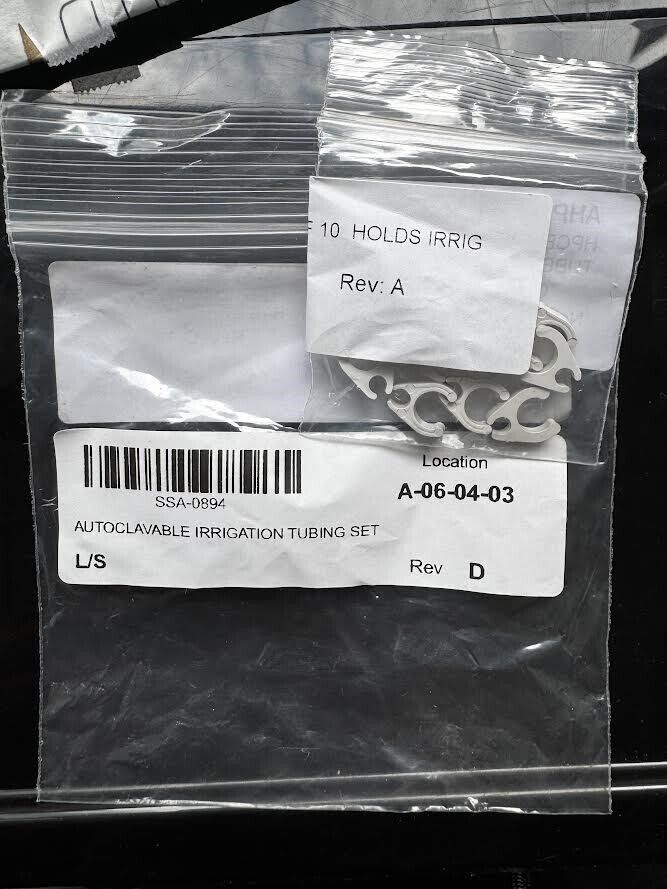 10 HOLDS IRRIG
Rev: A
SSA-0894
Location
A-06-04-03
AUTOCLAVABLE IRRIGATION TUBING SET
L/S
Rev D